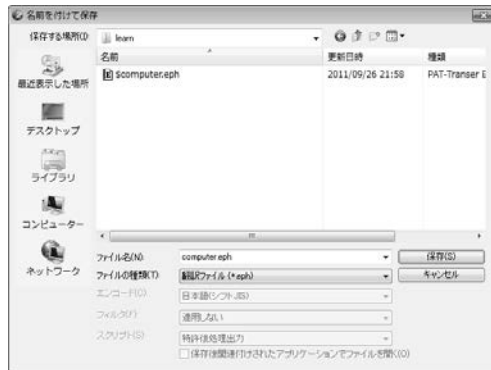 名前を付けて保存
保存する場所(I)
learn
名前
更新日時
種類
$computer.eph
2011/09/26 21:58
PAT-Transer E
最近表示した場所
デスクトップ
ライブラリ
コンピューター
ネットワーク
ファイル名(N)
computer.eph
保存(S)
ファイルの種類(T)
翻訳ファイル (*.eph)
キャンセル
エンコード(C)
日本語(シフトJIS)
フィルタ(F)
適用しない
スクリプト(S)
特許後処理出力
保存後関連付けされたアプリケーションでファイルを開く(O)